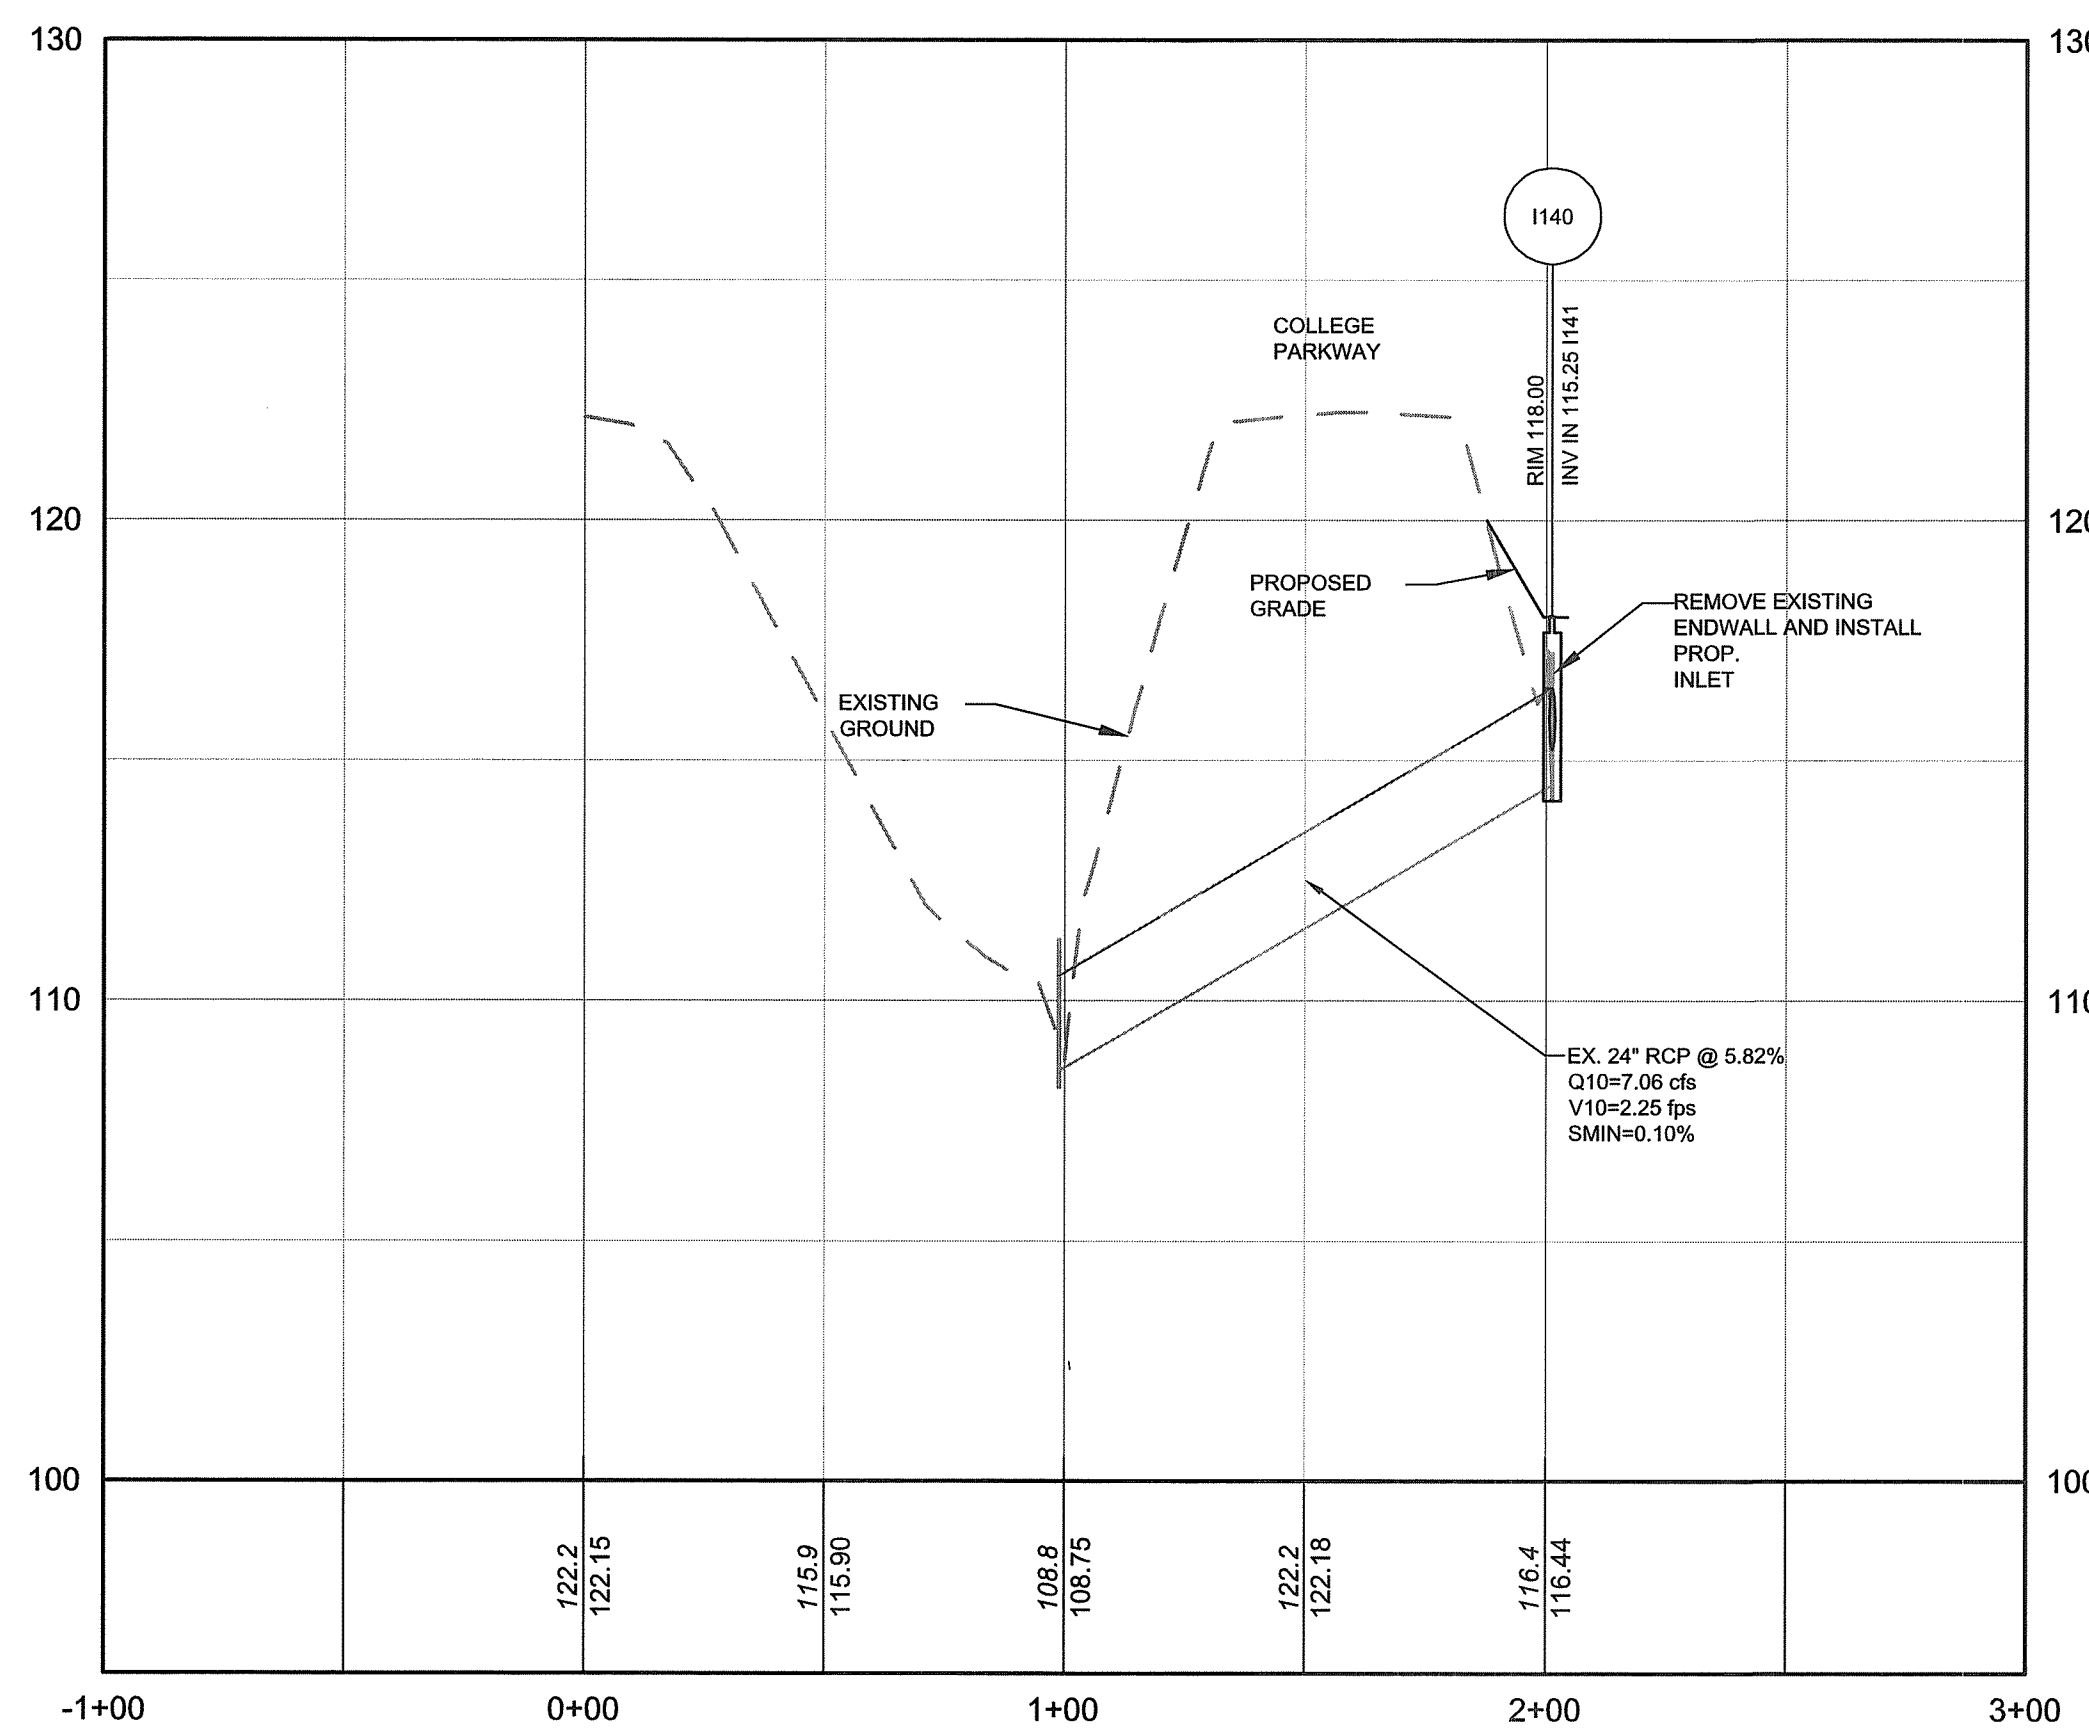 130
130
I140
COLLEGE
PARKWAY
RIM 118.00
INV IN 115.25 I141
120
120
PROPOSED
GRADE
REMOVE EXISTING
ENDWALL AND INSTALL
PROP.
INLET
EXISTING
GROUND
110
110
EX. 24" RCP @ 5.82%
Q10=7.06 cfs
V10=2.25 fps
SMIN=0.10%
100
100
122.2
122.15
115.9
115.90
108.8
108.75
122.2
122.18
116.4
116.44
-1+00
0+00
1+00
2+00
3+00